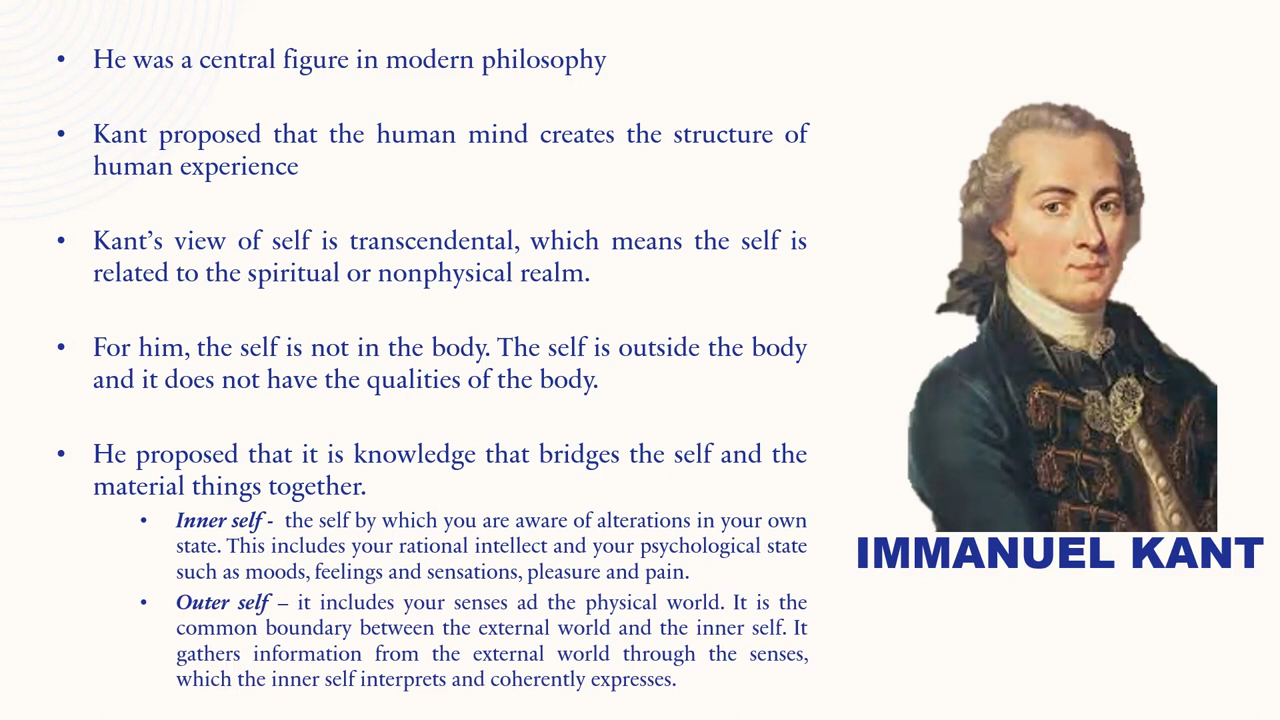 • He was a central figure in modern philosophy
• Kant proposed that the human mind creates the structure of
human experience
• Kant’s view of self is transcendental, which means the self is
related to the spiritual or nonphysical realm.
• For him, the self is not in the body. The self is outside the body
and it does not have the qualities of the body.
• He proposed that it is knowledge that bridges the self and the
material things together.
• Inner self - the self by which you are aware of alterations in your own
state. This includes your rational intellect and your psychological state
such as moods, feelings and sensations, pleasure and pain.
• Outer self – it includes your senses ad the physical world. It is the
common boundary between the external world and the inner self. It
gathers information from the external world through the senses,
which the inner self interprets and coherently expresses.
IMMANUEL KANT